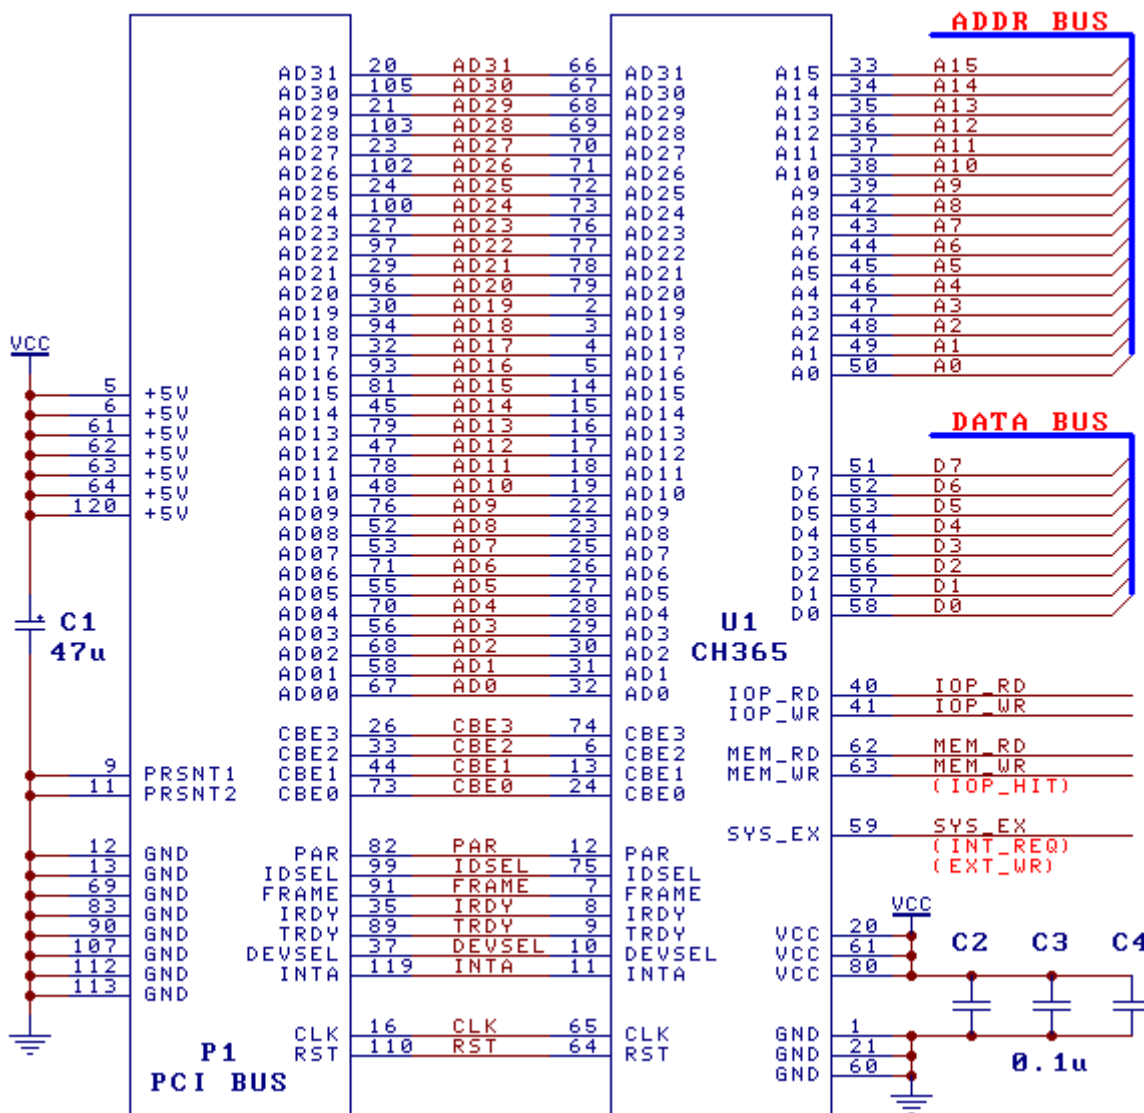 ADDR BUS
AD31 20 AD31 66 AD31 A15 33 A15
AD30 105 AD30 67 AD30 A14 34 A14
AD29 21 AD29 68 AD29 A13 35 A13
AD28 103 AD28 69 AD28 A12 36 A12
AD27 23 AD27 70 AD27 A11 37 A11
AD26 102 AD26 71 AD26 A10 38 A10
AD25 24 AD25 72 AD25 A9 39 A9
AD24 100 AD24 73 AD24 A8 42 A8
AD23 27 AD23 76 AD23 A7 43 A7
AD22 97 AD22 77 AD22 A6 44 A6
AD21 29 AD21 78 AD21 A5 45 A5
AD20 96 AD20 79 AD20 A4 46 A4
AD19 30 AD19 2 AD19 A3 47 A3
AD18 94 AD18 3 AD18 A2 48 A2
VCC AD17 32 AD17 4 AD17 A1 49 A1
AD16 93 AD16 5 AD16 A0 50 A0
5 +5V AD15 81 AD15 14 AD15
6 +5V AD14 45 AD14 15 AD14
61 +5V AD13 79 AD13 16 AD13 DATA BUS
62 +5V AD12 47 AD12 17 AD12
63 +5V AD11 78 AD11 18 AD11 D7 51 D7
64 +5V AD10 48 AD10 19 AD10 D6 52 D6
120 +5V AD09 76 AD9 22 AD9 D5 53 D5
AD08 52 AD8 23 AD8 D4 54 D4
AD07 53 AD7 25 AD7 D3 55 D3
AD06 71 AD6 26 AD6 D2 56 D2
AD05 55 AD5 27 AD5 D1 57 D1
AD04 70 AD4 28 AD4 D0 58 D0
C1 AD03 56 AD3 29 AD3 U1
47u AD02 68 AD2 30 AD2 CH365
AD01 58 AD1 31 AD1
AD00 67 AD0 32 AD0 IOP_RD 40 IOP_RD
IOP_WR 41 IOP_WR
CBE3 26 CBE3 74 CBE3
CBE2 33 CBE2 6 CBE2 MEM_RD 62 MEM_RD
9 PRSNT1 CBE1 44 CBE1 13 CBE1 MEM_WR 63 MEM_WR
11 PRSNT2 CBE0 73 CBE0 24 CBE0 (IOP_HIT)
SYS_EX 59 SYS_EX
12 GND PAR 82 PAR 12 PAR (INT_REQ)
13 GND IDSEL 99 IDSEL 75 IDSEL (EXT_WR)
69 GND FRAME 91 FRAME 7 FRAME
83 GND IRDY 35 IRDY 8 IRDY VCC
90 GND TRDY 89 TRDY 9 TRDY VCC 20
107 GND DEVSEL 37 DEVSEL 10 DEVSEL VCC 61 C2 C3 C4
112 GND INTA 119 INTA 11 INTA VCC 80
113 GND
CLK 16 CLK 65 CLK GND 1
P1 RST 110 RST 64 RST GND 21 0.1u
PCI BUS GND 60